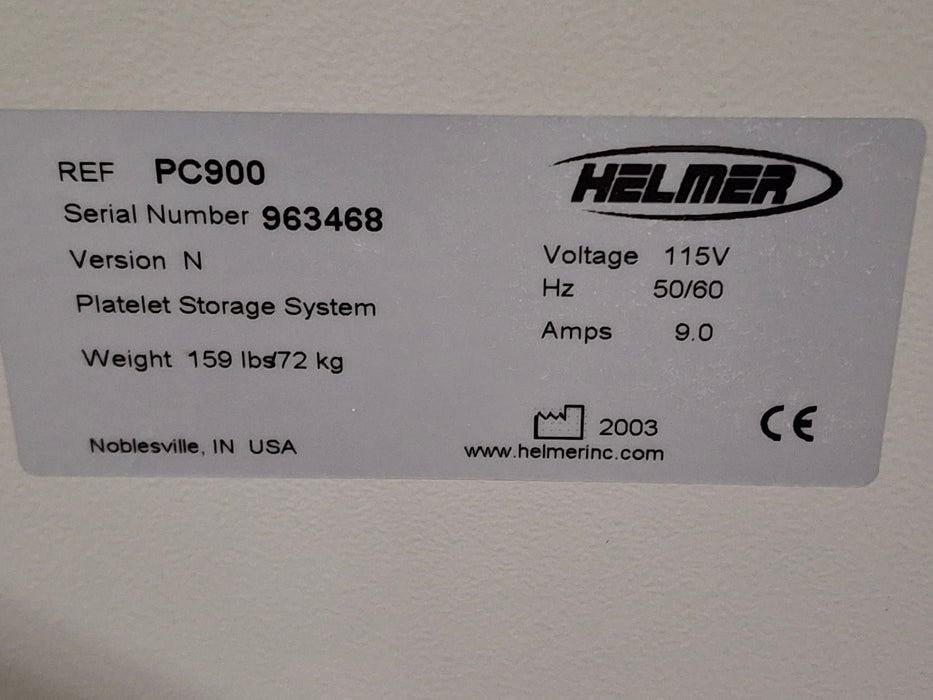 REF PC900
Serial Number 963468
Version N
Platelet Storage System
Weight 159 lbs/72 kg
Noblesville, IN USA
HELMER
Voltage 115V
Hz 50/60
Amps 9.0
2003
www.helmerinc.com
CE